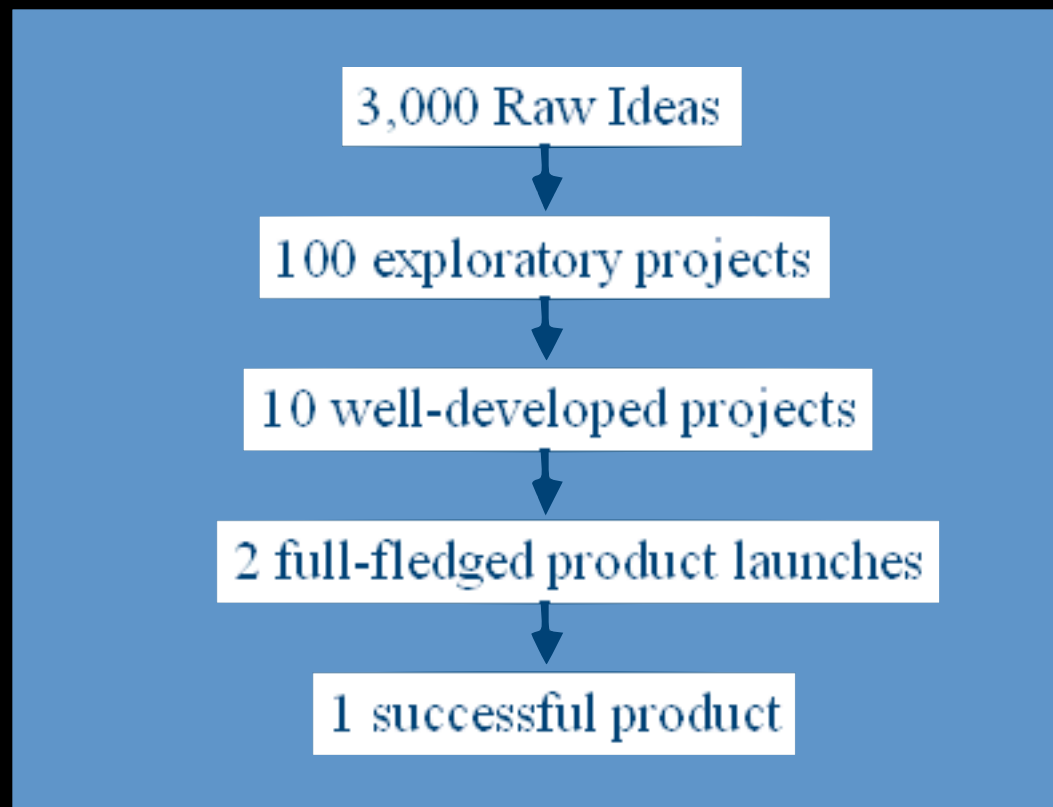 3,000 Raw Ideas
100 exploratory projects
10 well-developed projects
2 full-fledged product launches
1 successful product